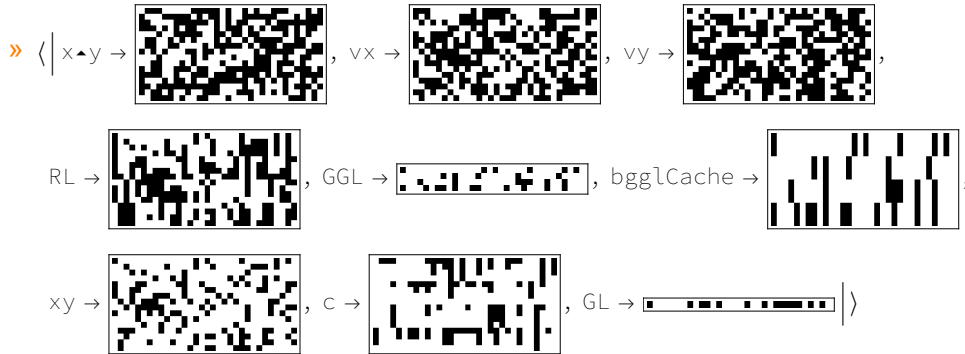 » ⟨| x⏶y → , vx → , vy → ,
RL → , GGL → , bgglCache → ,
xy → , c → , GL → |⟩